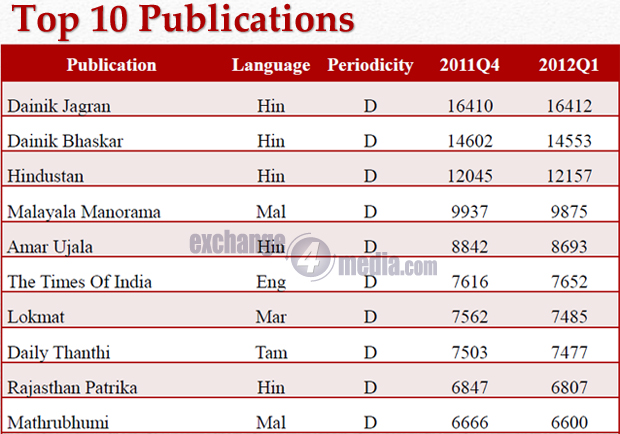 Top 10 Publications
Publication Language Periodicity 2011Q4 2012Q1
Dainik Jagran Hin D 16410 16412
Dainik Bhaskar Hin D 14602 14553
Hindustan Hin D 12045 12157
Malayala Manorama Mal D 9937 9875
Amar Ujala Hin D 8842 8693
exchange4media.com
The Times Of India Eng D 7616 7652
Lokmat Mar D 7562 7485
Daily Thanthi Tam D 7503 7477
Rajasthan Patrika Hin D 6847 6807
Mathrubhumi Mal D 6666 6600